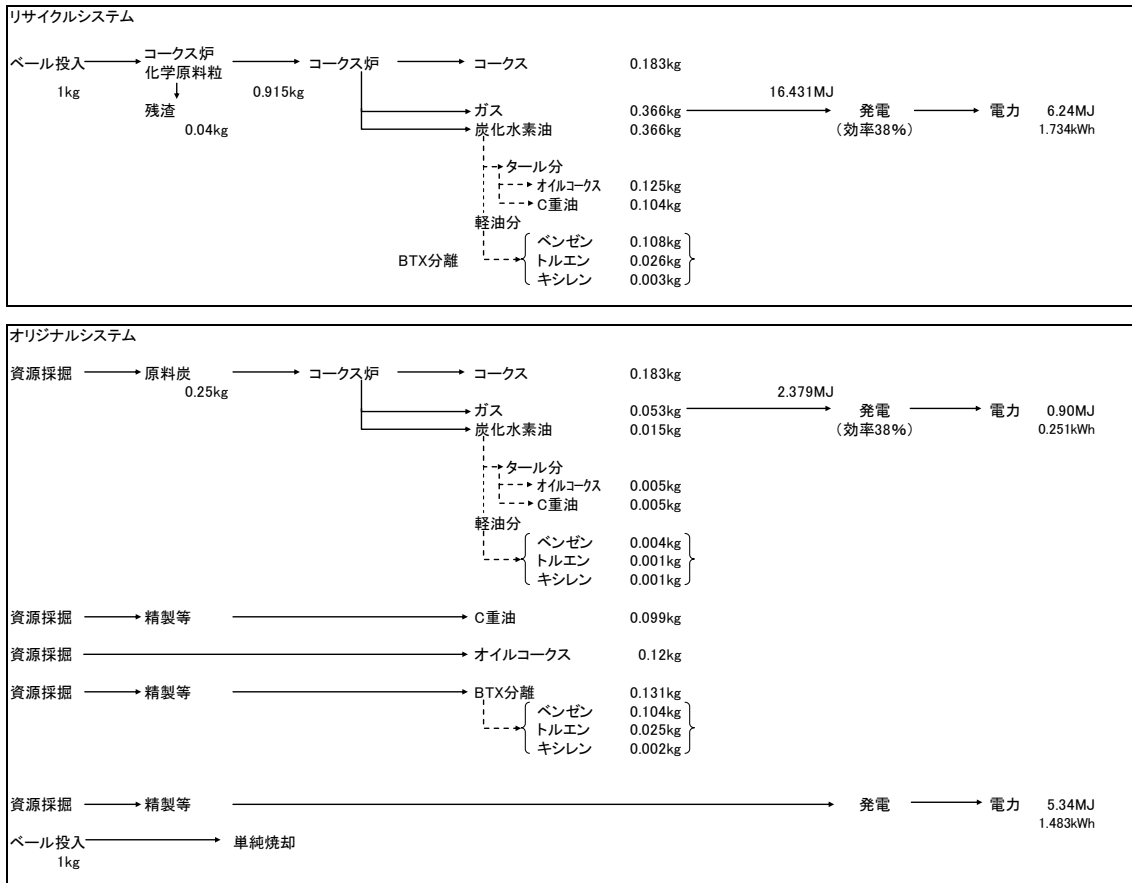 リサイクルシステム
ベール投入 コークス炉 化学原料粒 コークス炉 コークス 0.183kg
1kg 0.915kg 16.431MJ
残渣 ガス 0.366kg 発電 電力 6.24MJ
0.04kg 炭化水素油 0.366kg (効率38%) 1.734kWh
タール分
オイルコークス 0.125kg
C重油 0.104kg
軽油分
ベンゼン 0.108kg
BTX分離 トルエン 0.026kg
キシレン 0.003kg
オリジナルシステム
資源採掘 原料炭 コークス炉 コークス 0.183kg
0.25kg 2.379MJ
ガス 0.053kg 発電 電力 0.90MJ
炭化水素油 0.015kg (効率38%) 0.251kWh
タール分
オイルコークス 0.005kg
C重油 0.005kg
軽油分
ベンゼン 0.004kg
トルエン 0.001kg
キシレン 0.001kg
資源採掘 精製等 C重油 0.099kg
資源採掘 オイルコークス 0.12kg
資源採掘 精製等 BTX分離 0.131kg
ベンゼン 0.104kg
トルエン 0.025kg
キシレン 0.002kg
資源採掘 精製等 発電 電力 5.34MJ
1.483kWh
ベール投入 単純焼却
1kg